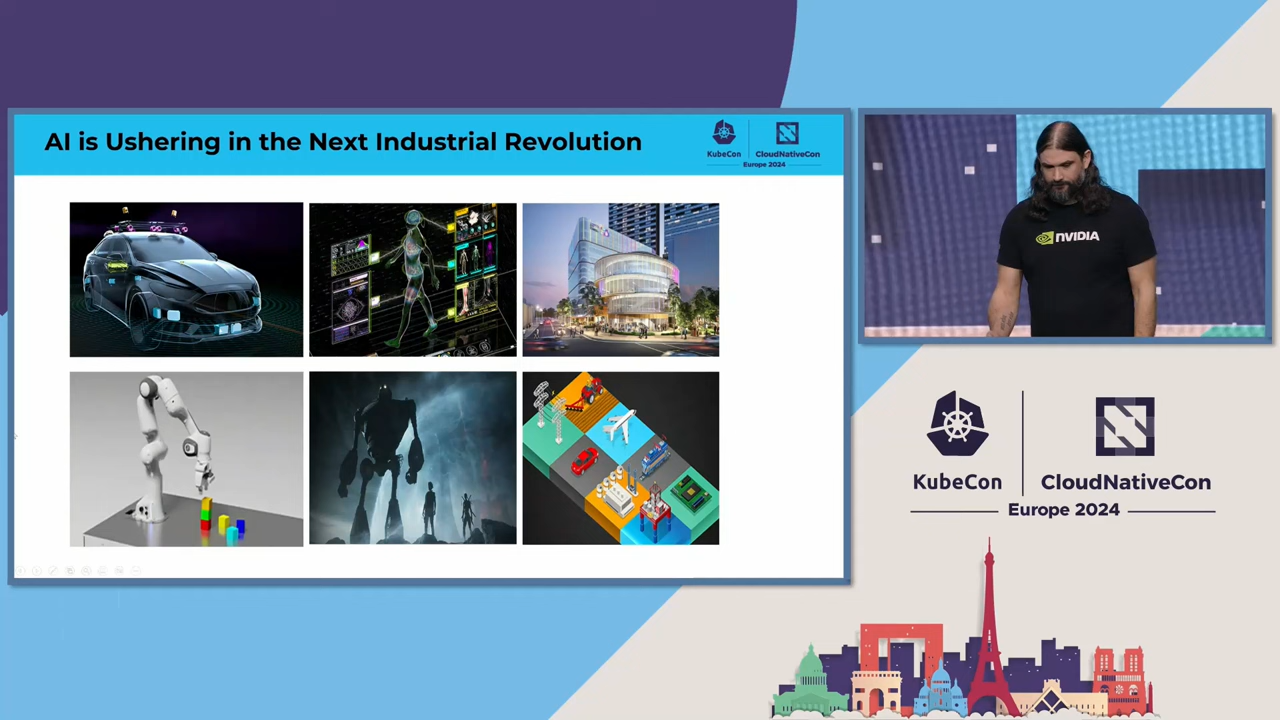 AI is Ushering in the Next Industrial Revolution
KubeCon
CloudNativeCon
Europe 2024
NVIDIA
KubeCon
CloudNativeCon
Europe 2024